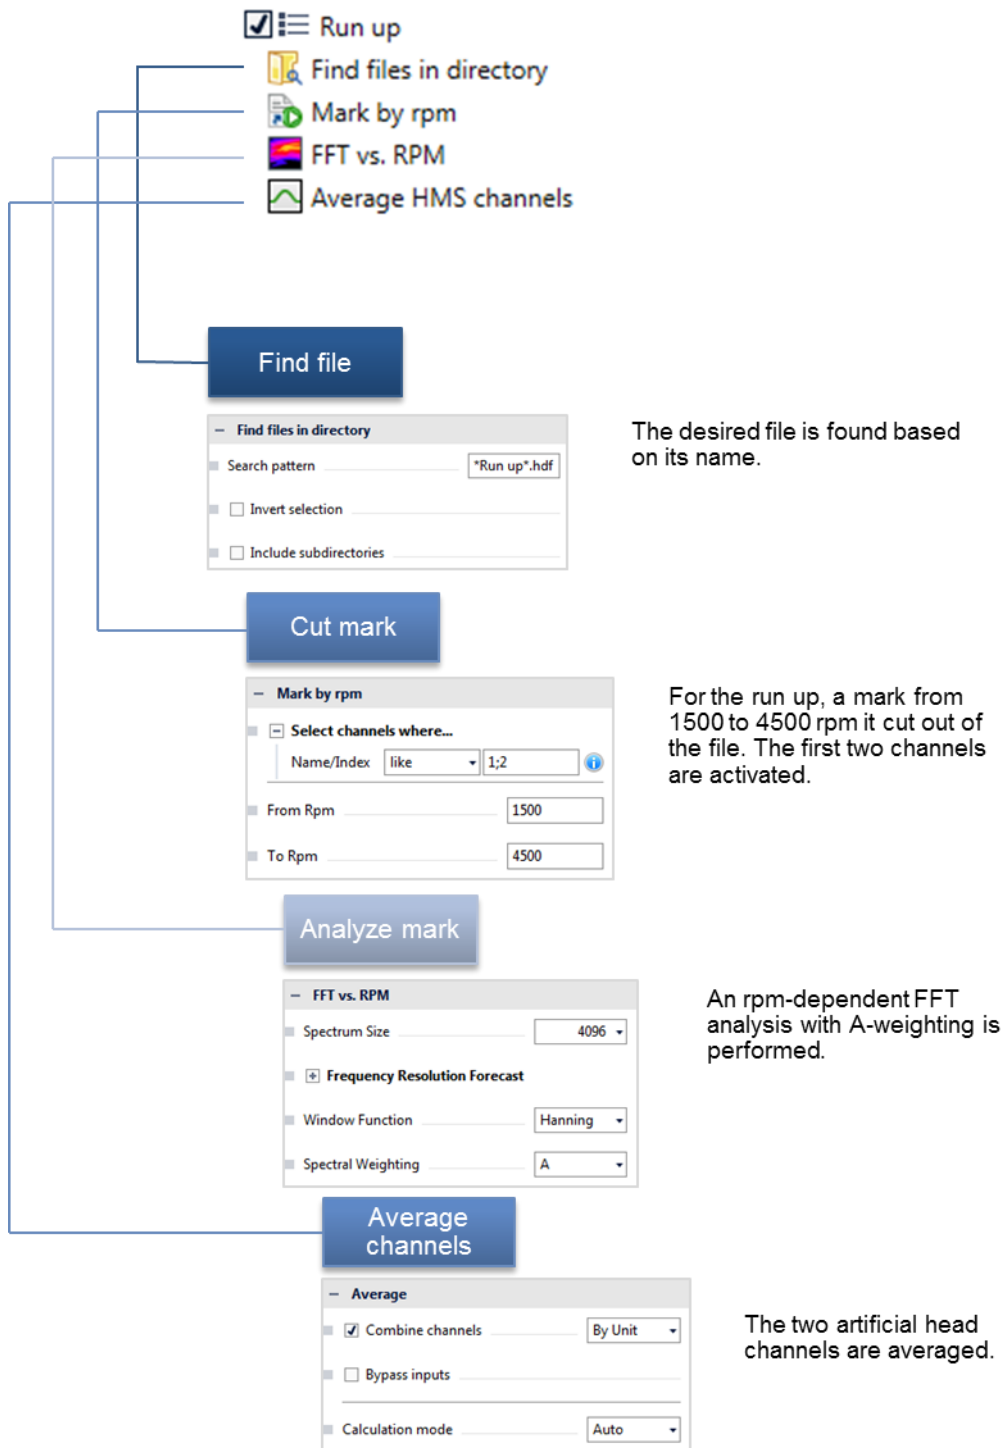 Run up
Find files in directory
Mark by rpm
FFT vs. RPM
Average HMS channels
Find file
Find files in directory
Search pattern *Run up*.hdf
Invert selection
Include subdirectories
The desired file is found based
on its name.
Cut mark
Mark by rpm
Select channels where...
Name/Index like 1;2
From Rpm 1500
To Rpm 4500
For the run up, a mark from
1500 to 4500 rpm it cut out of
the file. The first two channels
are activated.
Analyze mark
FFT vs. RPM
Spectrum Size 4096
Frequency Resolution Forecast
Window Function Hanning
Spectral Weighting A
An rpm-dependent FFT
analysis with A-weighting is
performed.
Average
channels
Average
Combine channels By Unit
Bypass inputs
Calculation mode Auto
The two artificial head
channels are averaged.